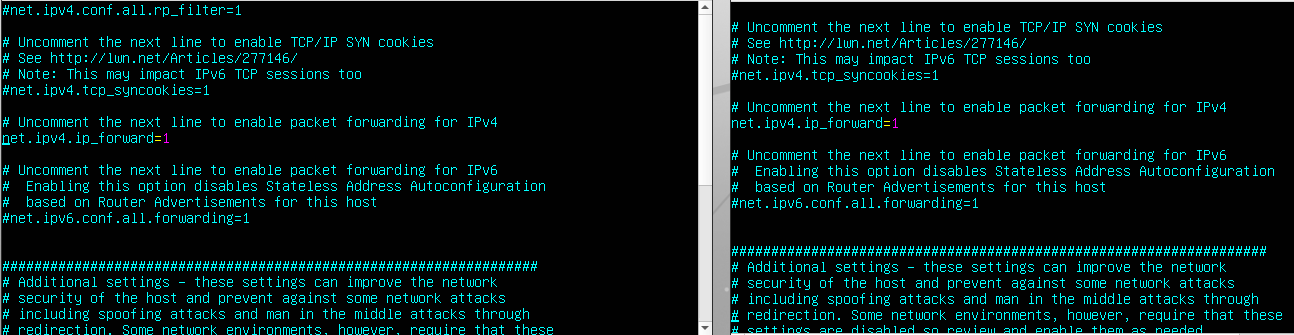 #net.ipv4.conf.all.rp_filter=1
# Uncomment the next line to enable TCP/IP SYN cookies
# See http://lwn.net/Articles/277146/
# Note: This may impact IPv6 TCP sessions too
#net.ipv4.tcp_syncookies=1
# Uncomment the next line to enable packet forwarding for IPv4
net.ipv4.ip_forward=1
# Uncomment the next line to enable packet forwarding for IPv6
#  Enabling this option disables Stateless Address Autoconfiguration
#  based on Router Advertisements for this host
#net.ipv6.conf.all.forwarding=1
###################################################################
# Additional settings - these settings can improve the network
# security of the host and prevent against some network attacks
# including spoofing attacks and man in the middle attacks through
# redirection. Some network environments, however, require that these
# Uncomment the next line to enable TCP/IP SYN cookies
# See http://lwn.net/Articles/277146/
# Note: This may impact IPv6 TCP sessions too
#net.ipv4.tcp_syncookies=1
# Uncomment the next line to enable packet forwarding for IPv4
net.ipv4.ip_forward=1
# Uncomment the next line to enable packet forwarding for IPv6
#  Enabling this option disables Stateless Address Autoconfiguration
#  based on Router Advertisements for this host
#net.ipv6.conf.all.forwarding=1
###################################################################
# Additional settings - these settings can improve the network
# security of the host and prevent against some network attacks
# including spoofing attacks and man in the middle attacks through
# redirection. Some network environments, however, require that these
# settings are disabled so review and enable them as needed.